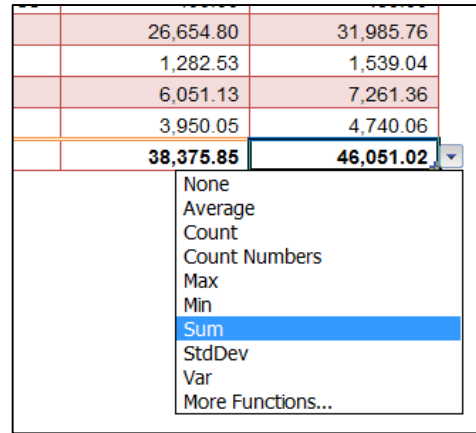 26,654.80 31,985.76
1,282.53 1,539.04
6,051.13 7,261.36
3,950.05 4,740.06
38,375.85 46,051.02
None
Average
Count
Count Numbers
Max
Min
Sum
StdDev
Var
More Functions...